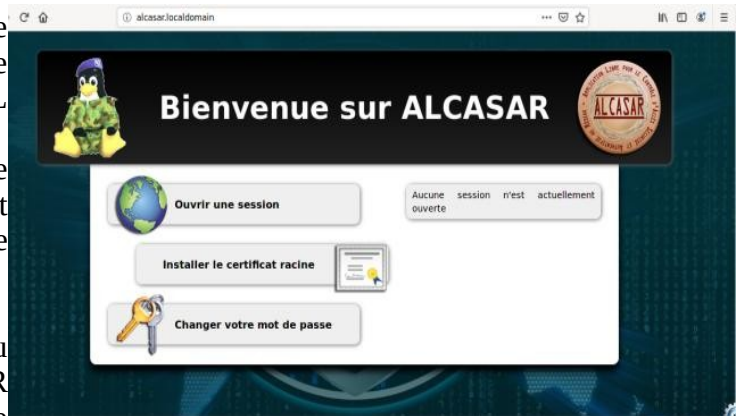 alcasar.localdomain
Bienvenue sur ALCASAR
ALCASAR
Ouvrir une session
Aucune session n'est actuellement
ouverte
Installer le certificat racine
Changer votre mot de passe